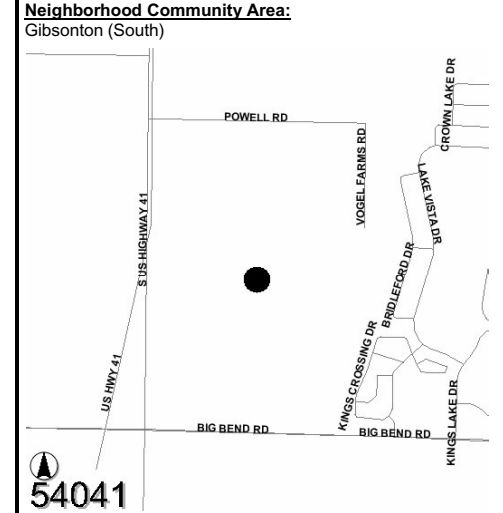 Neighborhood Community Area:
Gibsonton (South)
CROWN LAKE DR
POWELL RD
VOGEL FARMS RD
LAKE VISTA DR
S US HIGHWAY 41
BRIDLEFORD DR
KINGS CROSSING DR
US HWY 41
KINGS LAKE DR
BIG BEND RD
BIG BEND RD
54041